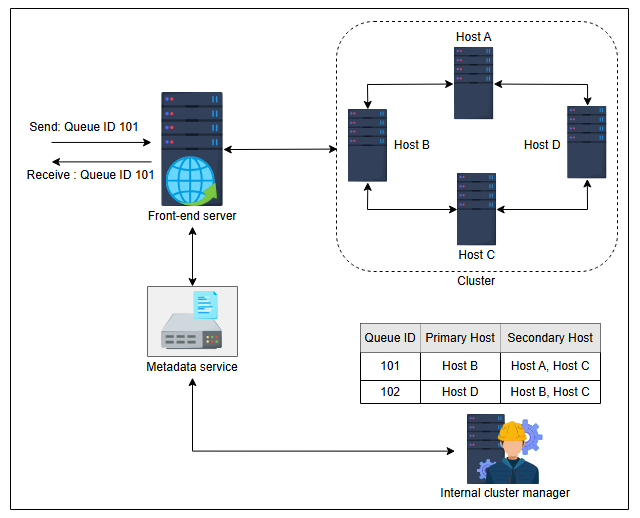 Host A
Send: Queue ID 101
Host B
Host D
Receive : Queue ID 101
Front-end server
Host C
Cluster
Metadata service
Queue ID Primary Host Secondary Host
101 Host B Host A, Host C
102 Host D Host B, Host C
Internal cluster manager